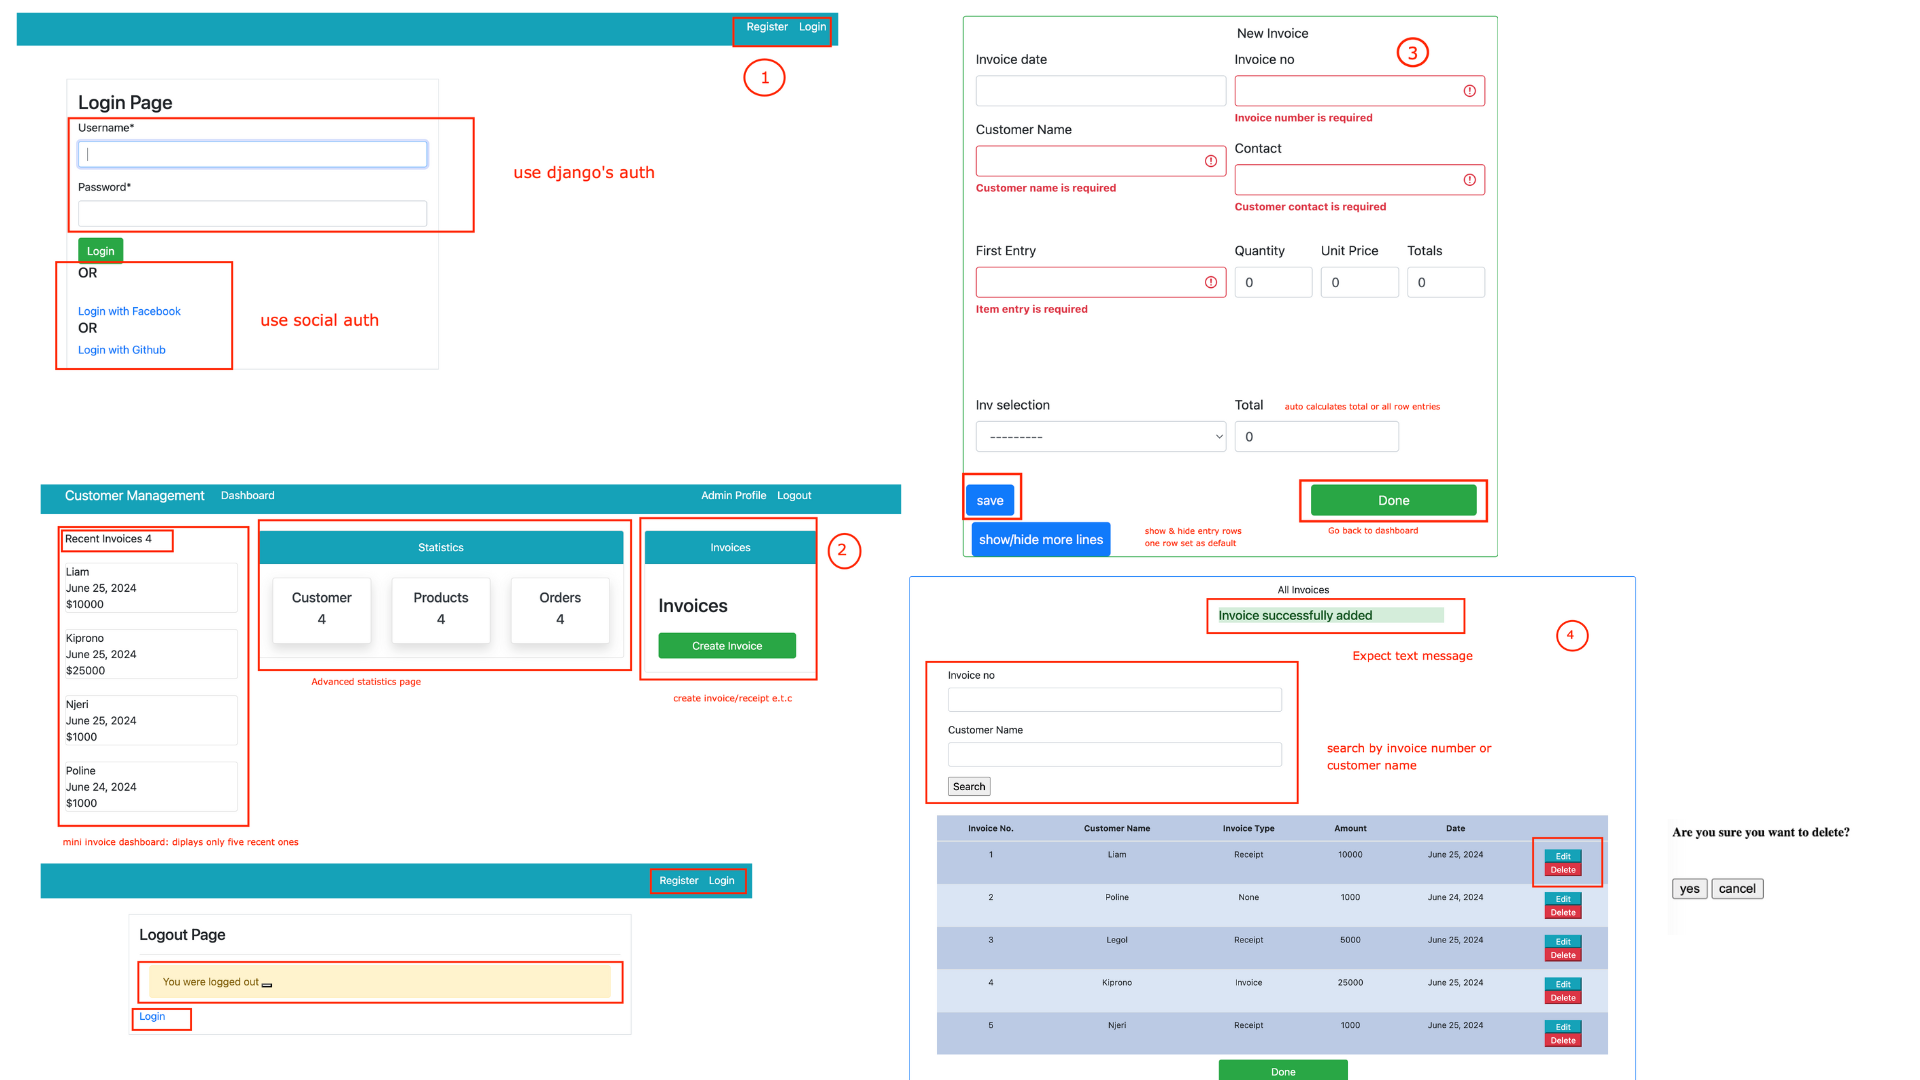 Register Login
1
Login Page
Username*
Password*
Login
OR
Login with Facebook
OR
Login with Github
use django's auth
use social auth
Customer Management Dashboard Admin Profile Logout
Recent Invoices 4
Liam
June 25, 2024
$10000
Kiprono
June 25, 2024
$25000
Njeri
June 25, 2024
$1000
Poline
June 24, 2024
$1000
mini invoice dashboard: diplays only five recent ones
Statistics
Customer Products Orders
4 4 4
Advanced statistics page
Invoices
Invoices
Create Invoice
create invoice/receipt e.t.c
2
Register Login
Logout Page
You were logged out
Login
New Invoice
3
Invoice date Invoice no
Invoice number is required
Customer Name
Contact
Customer name is required
Customer contact is required
First Entry Quantity Unit Price Totals
0 0 0
Item entry is required
Inv selection Total auto calculates total or all row entries
--------- 0
save Done
show/hide more lines
show & hide entry rows
one row set as default
Go back to dashboard
All Invoices
Invoice successfully added
4
Expect text message
Invoice no
Customer Name
Search
search by invoice number or
customer name
Invoice No. Customer Name Invoice Type Amount Date
1 Liam Receipt 10000 June 25, 2024 Edit
Delete
2 Poline None 1000 June 24, 2024 Edit
Delete
3 Legol Receipt 5000 June 25, 2024 Edit
Delete
4 Kiprono Invoice 25000 June 25, 2024 Edit
Delete
5 Njeri Receipt 1000 June 25, 2024 Edit
Delete
Done
Are you sure you want to delete?
yes cancel